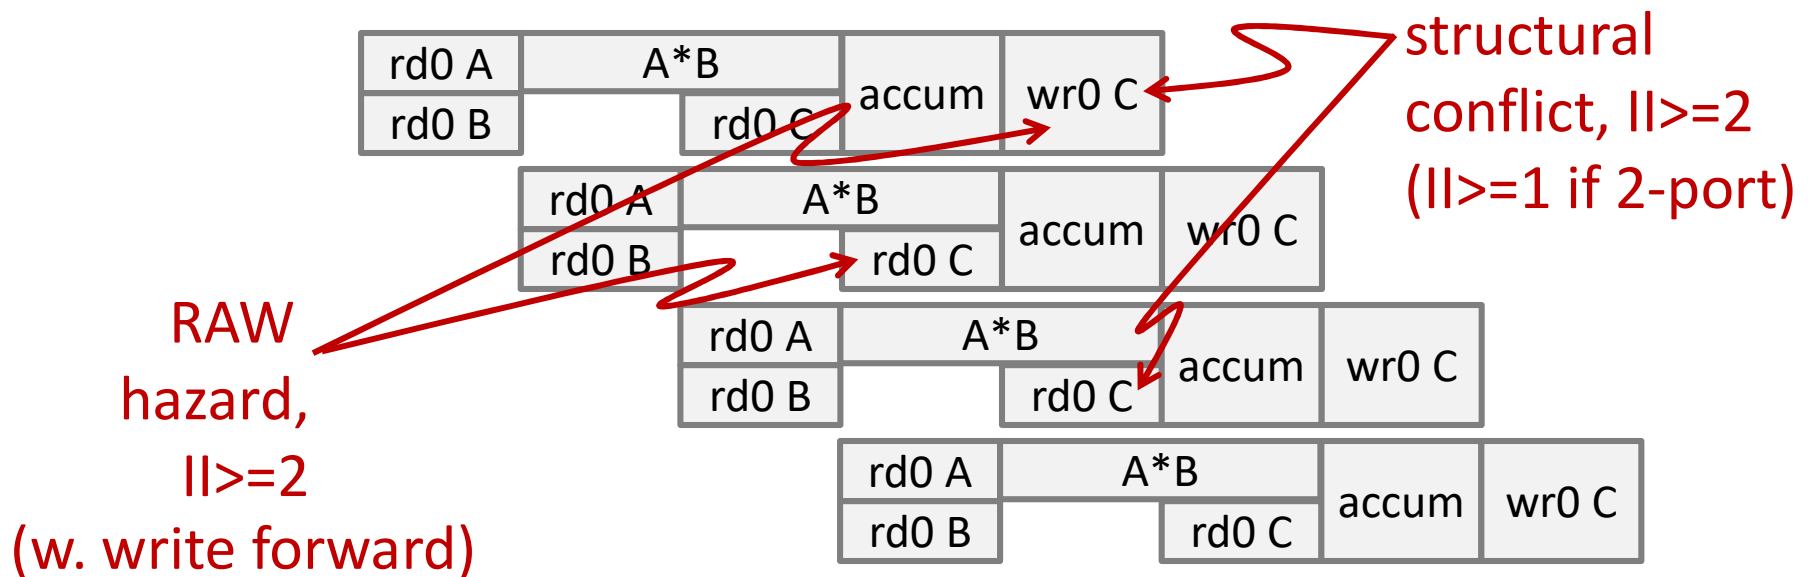 rd0 A
A*B
accum
wr0 C
rd0 B
rd0 C
rd0 A
A*B
accum
wr0 C
rd0 B
rd0 C
rd0 A
A*B
accum
wr0 C
rd0 B
rd0 C
rd0 A
A*B
accum
wr0 C
rd0 B
rd0 C
structural
conflict, II>=2
(II>=1 if 2-port)
RAW
hazard,
II>=2
(w. write forward)